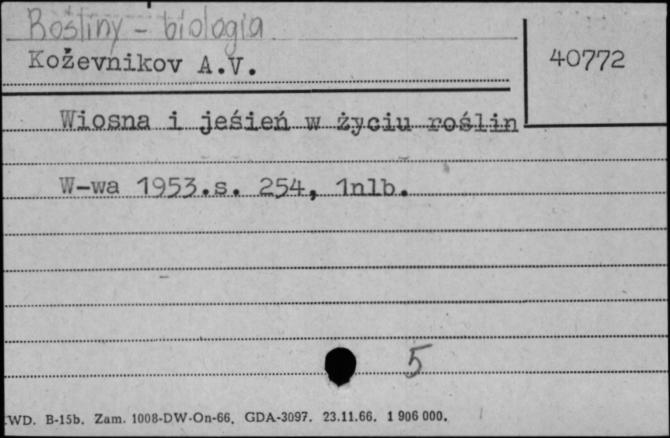 Rośliny - biologia
Koževnikov A.V.
40772
Wiosna i jeśień w życiu roślin
W-wa 1953.s. 254, 1nlb.
5
WD. B-15b. Zam. 1008-DW-On-66. GDA-3097. 23.11.66. 1 906 000.